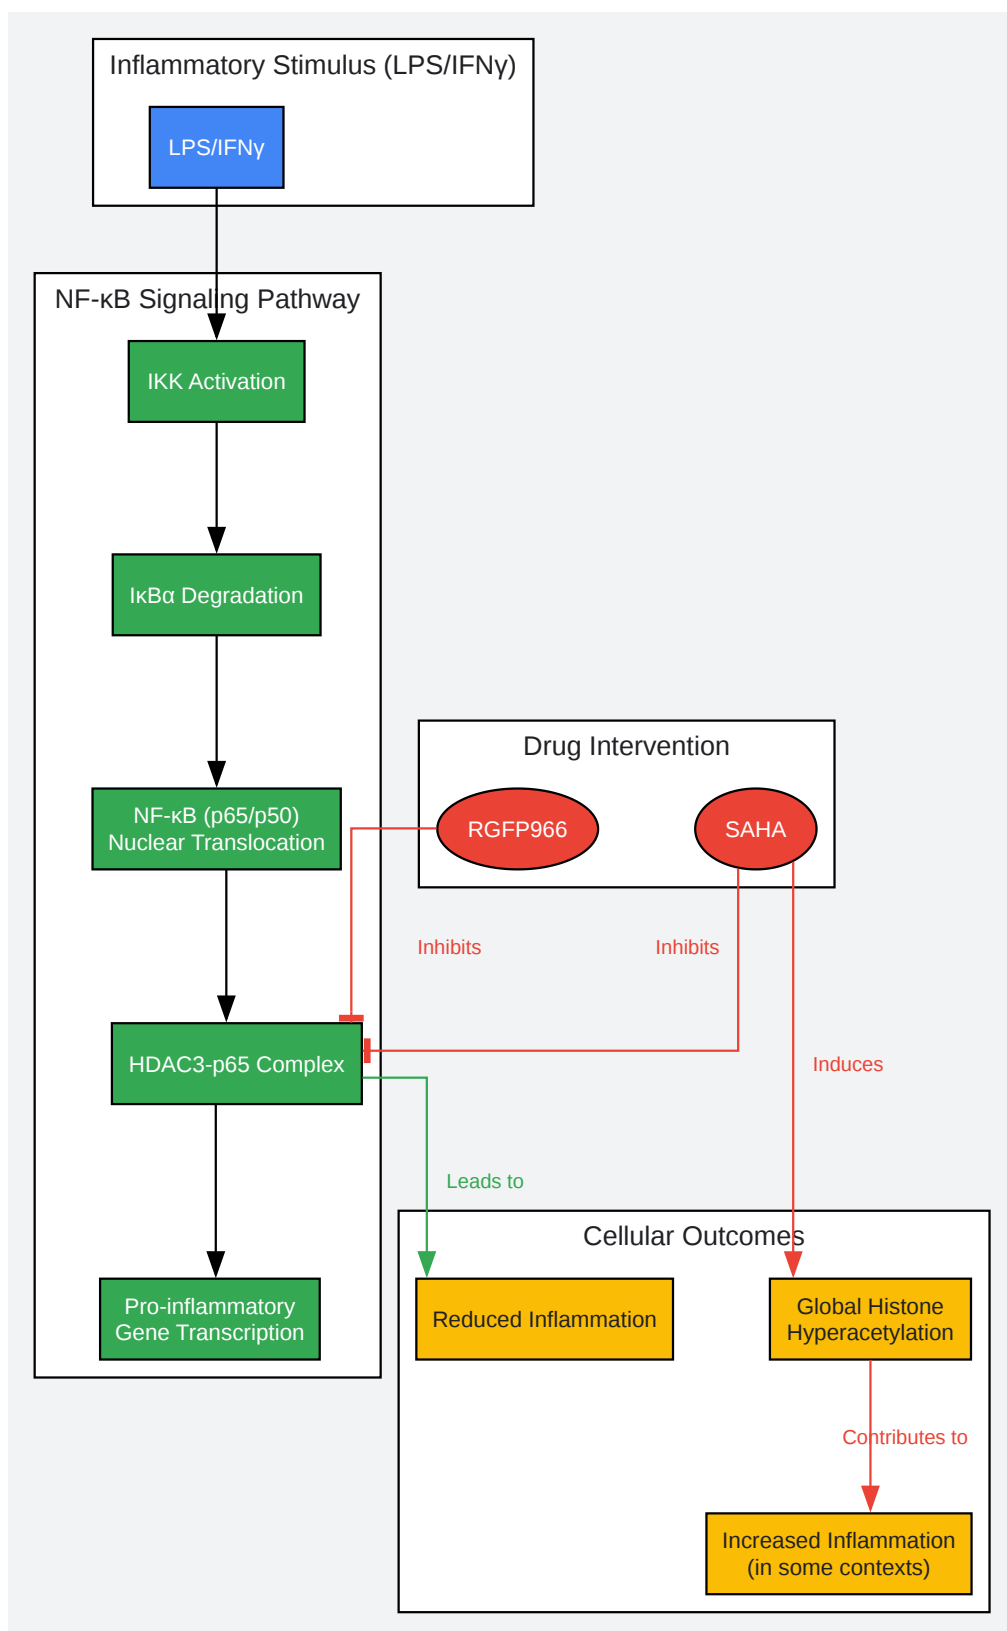 Inflammatory Stimulus (LPS/IFNγ)
LPS/IFNγ
NF-κB Signaling Pathway
IKK Activation
IκBα Degradation
NF-κB (p65/p50)
Nuclear Translocation
Drug Intervention
RGFP966
SAHA
Inhibits
Inhibits
HDAC3-p65 Complex
Induces
Leads to
Cellular Outcomes
Pro-inflammatory
Gene Transcription
Reduced Inflammation
Global Histone
Hyperacetylation
Contributes to
Increased Inflammation
(in some contexts)